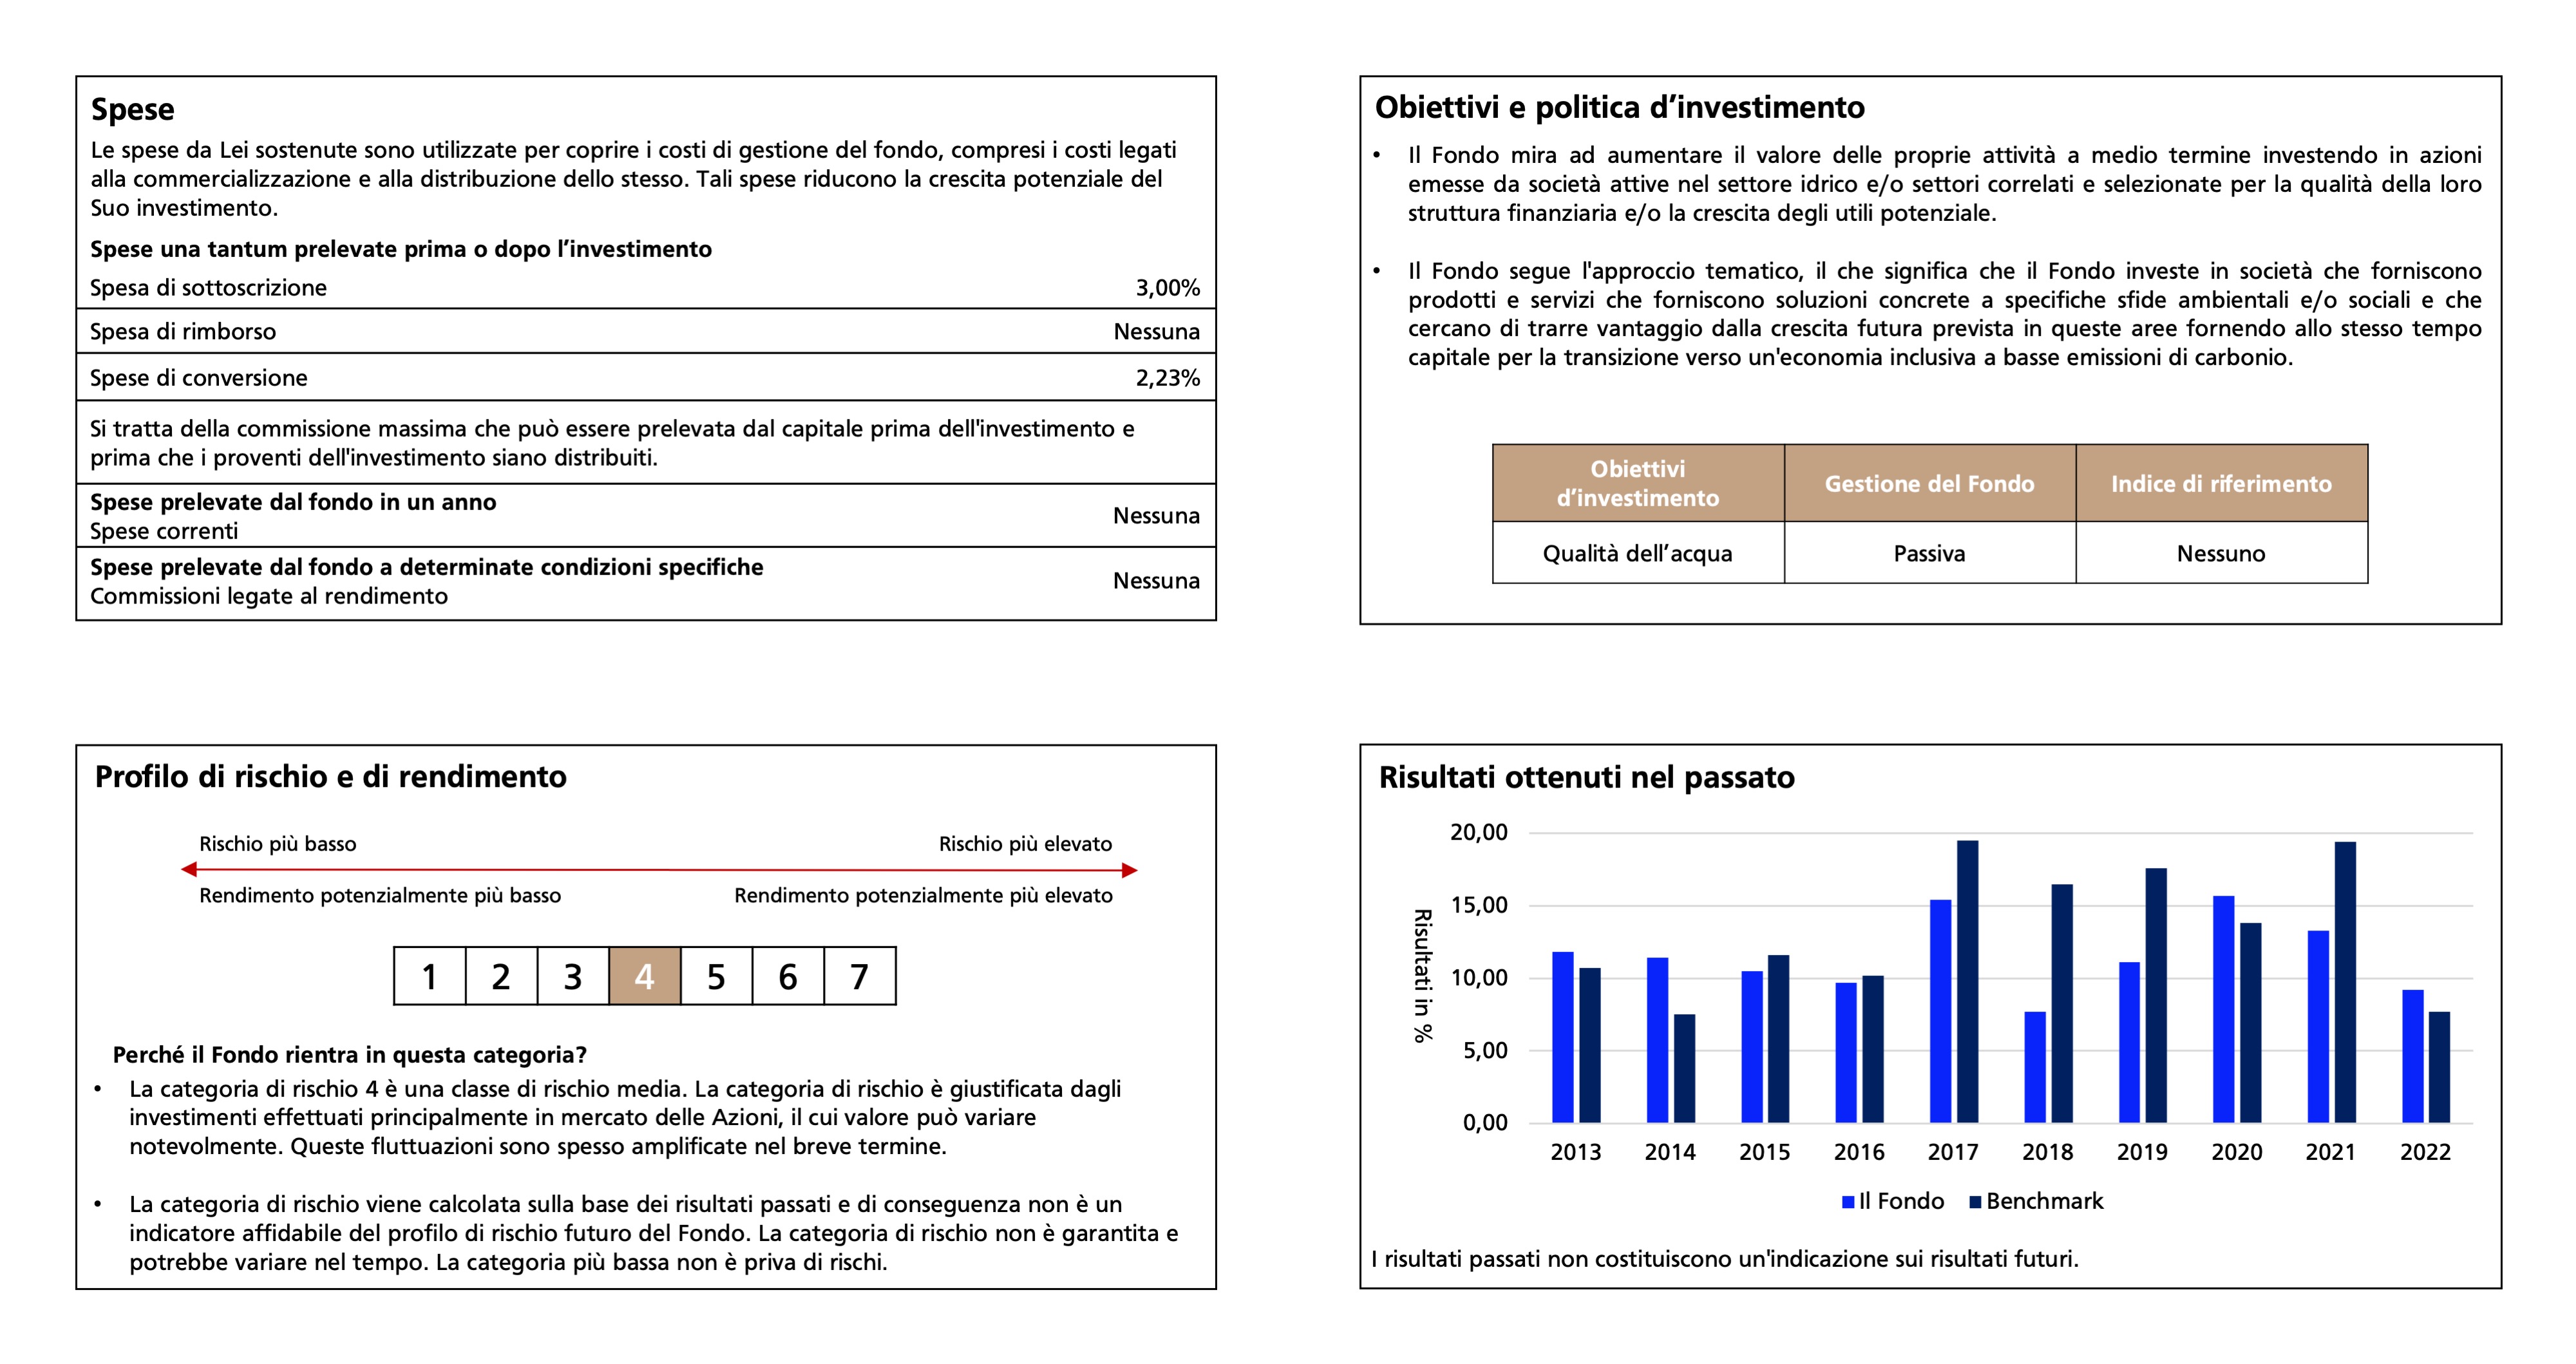 Spese
Le spese da Lei sostenute sono utilizzate per coprire i costi di gestione del fondo, compresi i costi legati
alla commercializzazione e alla distribuzione dello stesso. Tali spese riducono la crescita potenziale del
Suo investimento.
Spese una tantum prelevate prima o dopo l’investimento
Spesa di sottoscrizione 3,00%
Spesa di rimborso Nessuna
Spese di conversione 2,23%
Si tratta della commissione massima che può essere prelevata dal capitale prima dell'investimento e
prima che i proventi dell'investimento siano distribuiti.
Spese prelevate dal fondo in un anno
Spese correnti Nessuna
Spese prelevate dal fondo a determinate condizioni specifiche
Commissioni legate al rendimento Nessuna
Obiettivi e politica d’investimento
• Il Fondo mira ad aumentare il valore delle proprie attività a medio termine investendo in azioni
emesse da società attive nel settore idrico e/o settori correlati e selezionate per la qualità della loro
struttura finanziaria e/o la crescita degli utili potenziale.
• Il Fondo segue l'approccio tematico, il che significa che il Fondo investe in società che forniscono
prodotti e servizi che forniscono soluzioni concrete a specifiche sfide ambientali e/o sociali e che
cercano di trarre vantaggio dalla crescita futura prevista in queste aree fornendo allo stesso tempo
capitale per la transizione verso un'economia inclusiva a basse emissioni di carbonio.
Obiettivi
d’investimento
Gestione del Fondo
Indice di riferimento
Qualità dell’acqua Passiva Nessuno
Profilo di rischio e di rendimento
Rischio più basso Rischio più elevato
Rendimento potenzialmente più basso Rendimento potenzialmente più elevato
1 2 3 4 5 6 7
Perché il Fondo rientra in questa categoria?
• La categoria di rischio 4 è una classe di rischio media. La categoria di rischio è giustificata dagli
investimenti effettuati principalmente in mercato delle Azioni, il cui valore può variare
notevolmente. Queste fluttuazioni sono spesso amplificate nel breve termine.
• La categoria di rischio viene calcolata sulla base dei risultati passati e di conseguenza non è un
indicatore affidabile del profilo di rischio futuro del Fondo. La categoria di rischio non è garantita e
potrebbe variare nel tempo. La categoria più bassa non è priva di rischi.
Risultati ottenuti nel passato
Risultati in %
20,00
15,00
10,00
5,00
0,00
2013 2014 2015 2016 2017 2018 2019 2020 2021 2022
Il Fondo Benchmark
I risultati passati non costituiscono un'indicazione sui risultati futuri.